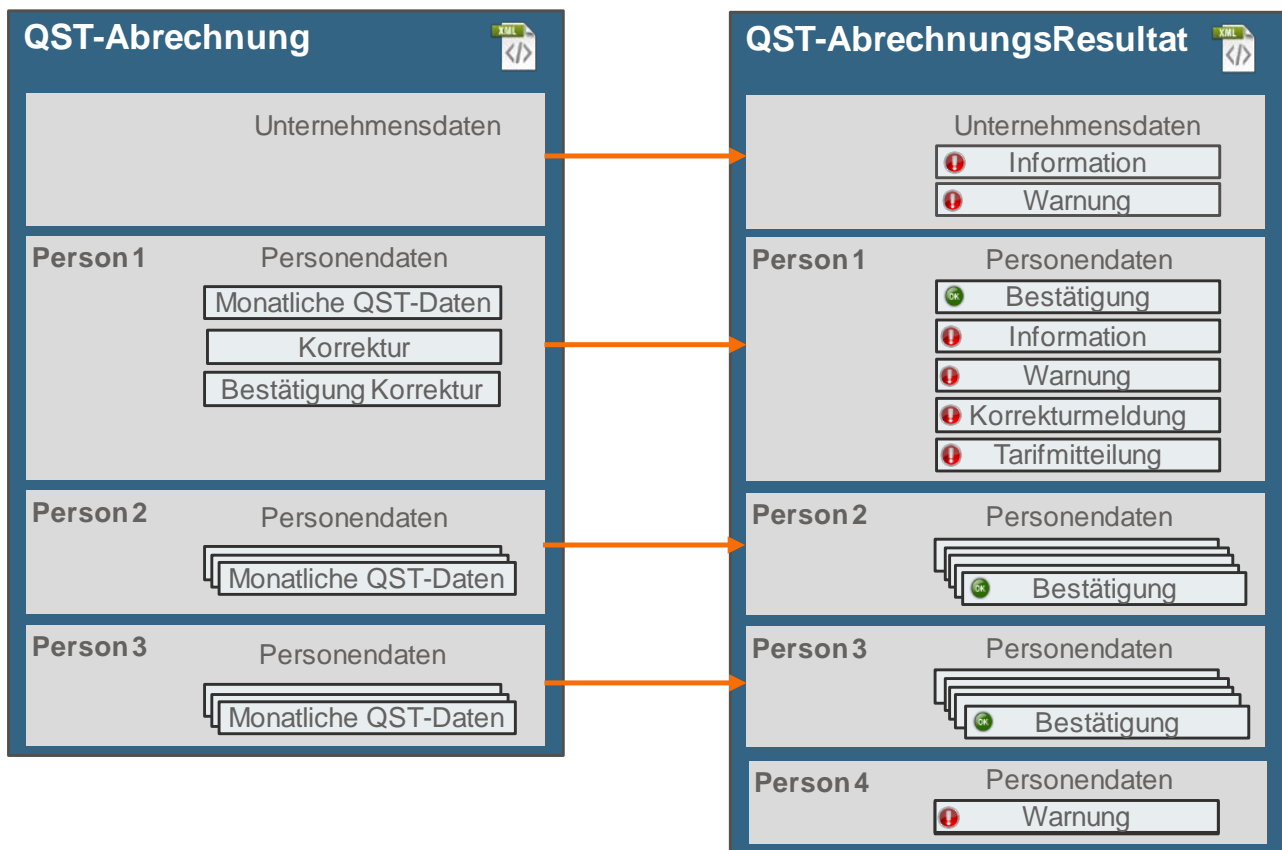 QST-Abrechnung
XML
</>
Unternehmensdaten
Person 1
Personendaten
Monatliche QST-Daten
Korrektur
Bestätigung Korrektur
Person 2
Personendaten
Monatliche QST-Daten
Person 3
Personendaten
Monatliche QST-Daten
QST-AbrechnungsResultat
XML
</>
Unternehmensdaten
Information
Warnung
Person 1
Personendaten
OK Bestätigung
Information
Warnung
Korrekturmeldung
Tarifmitteilung
Person 2
Personendaten
OK Bestätigung
Person 3
Personendaten
OK Bestätigung
Person 4
Personendaten
Warnung